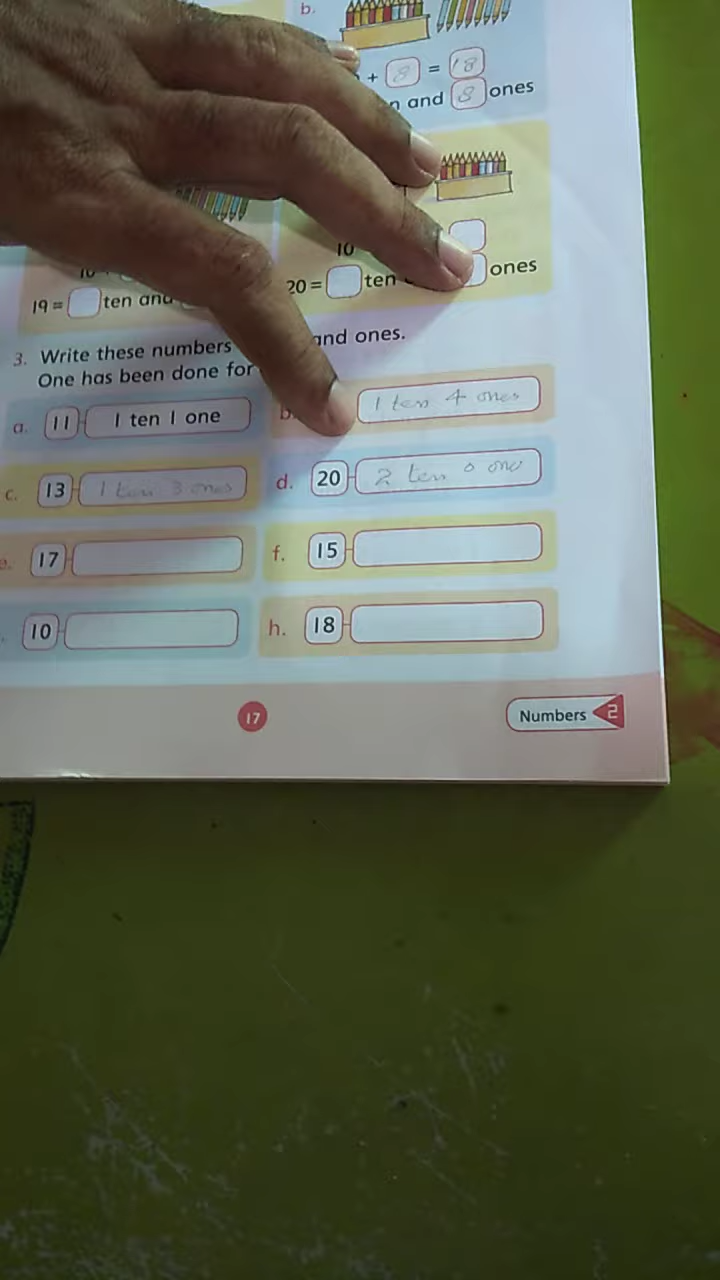 b.
+ 8 = 18
and 8 ones
10
19 = ten and
20 = ten ones
3. Write these numbers and ones.
One has been done for
a. 11 1 ten 1 one
b. 1 ten 4 ones
c. 13 1 ten 3 ones
d. 20 2 ten 0 one
17
f. 15
10
h. 18
17
Numbers 2